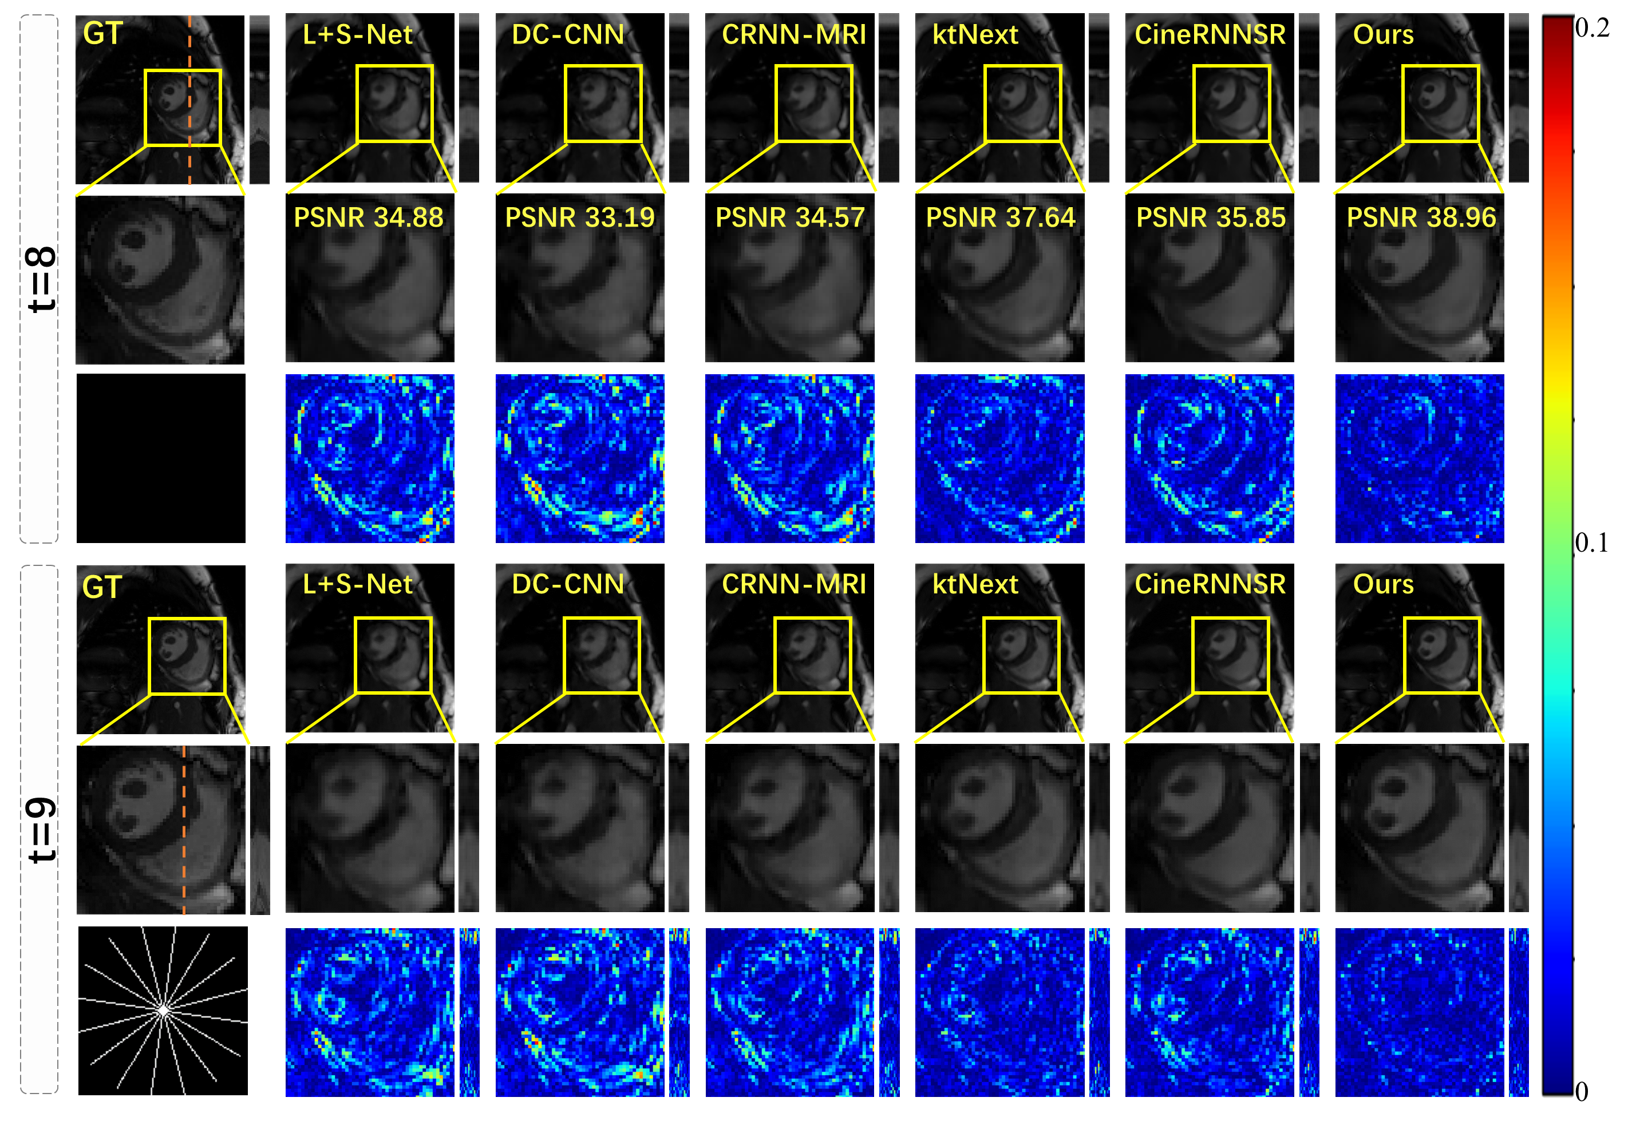 GT
L+S-Net
DC-CNN
CRNN-MRI
ktNext
CineRNNSR
Ours
0.2
PSNR 34.88
PSNR 33.19
PSNR 34.57
PSNR 37.64
PSNR 35.85
PSNR 38.96
t=8
0.1
GT
L+S-Net
DC-CNN
CRNN-MRI
ktNext
CineRNNSR
Ours
t=9
0